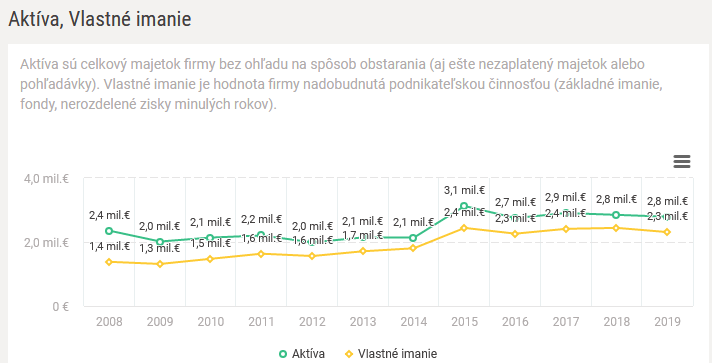 Aktíva, Vlastné imanie
Aktíva sú celkový majetok firmy bez ohľadu na spôsob obstarania (aj ešte nezaplatený majetok alebo
pohľadávky). Vlastné imanie je hodnota firmy nadobudnutá podnikateľskou činnosťou (základné imanie,
fondy, nerozdelené zisky minulých rokov).
4,0 mil.€
2,0 mil.€
0 €
2,4 mil.€ 2,0 mil.€ 2,1 mil.€ 2,2 mil.€ 2,0 mil.€ 2,1 mil.€ 2,1 mil.€ 3,1 mil.€ 2,7 mil.€ 2,9 mil.€ 2,8 mil.€ 2,8 mil.€
1,4 mil.€ 1,3 mil.€ 1,5 mil.€ 1,6 mil.€ 1,6 mil.€ 1,7 mil.€ 2,4 mil.€ 2,3 mil.€ 2,4 mil.€ 2,3 mil.€
2008 2009 2010 2011 2012 2013 2014 2015 2016 2017 2018 2019
Aktíva Vlastné imanie